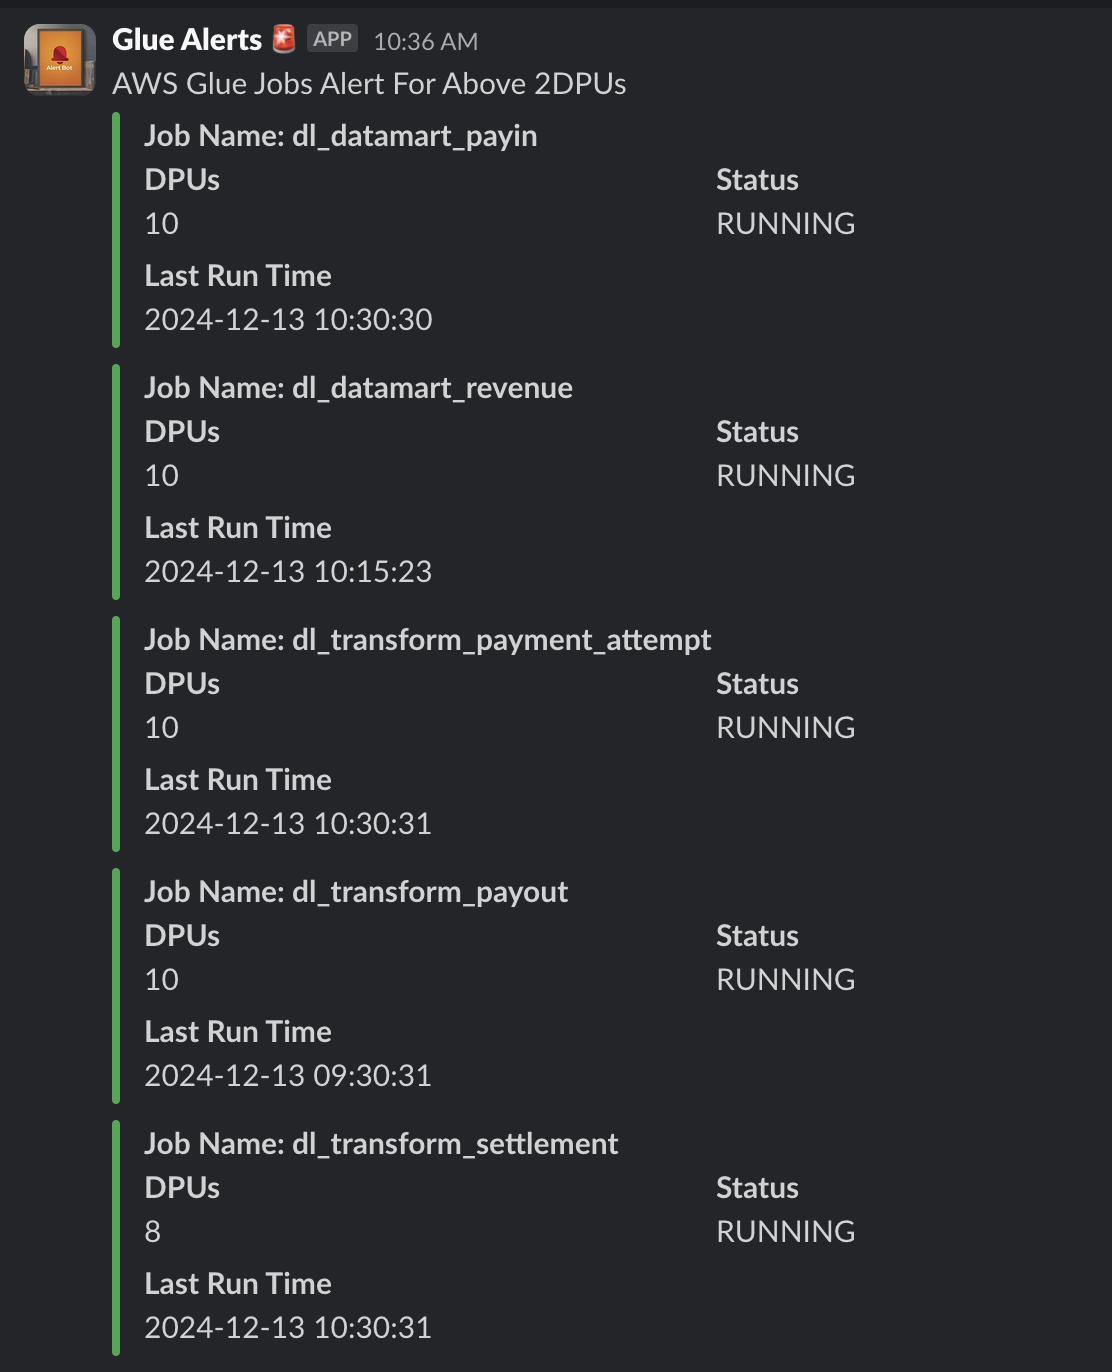 Glue Alerts 🚨 APP 10:36 AM
Alert Bot
AWS Glue Jobs Alert For Above 2DPUs
Job Name: dl_datamart_payin
DPUs Status
10 RUNNING
Last Run Time
2024-12-13 10:30:30
Job Name: dl_datamart_revenue
DPUs Status
10 RUNNING
Last Run Time
2024-12-13 10:15:23
Job Name: dl_transform_payment_attempt
DPUs Status
10 RUNNING
Last Run Time
2024-12-13 10:30:31
Job Name: dl_transform_payout
DPUs Status
10 RUNNING
Last Run Time
2024-12-13 09:30:31
Job Name: dl_transform_settlement
DPUs Status
8 RUNNING
Last Run Time
2024-12-13 10:30:31